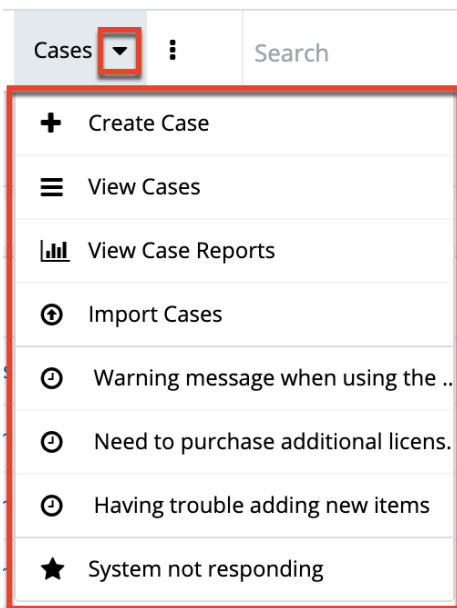 Cases
Search
Create Case
View Cases
View Case Reports
Import Cases
Warning message when using the ..
Need to purchase additional licens.
Having trouble adding new items
System not responding